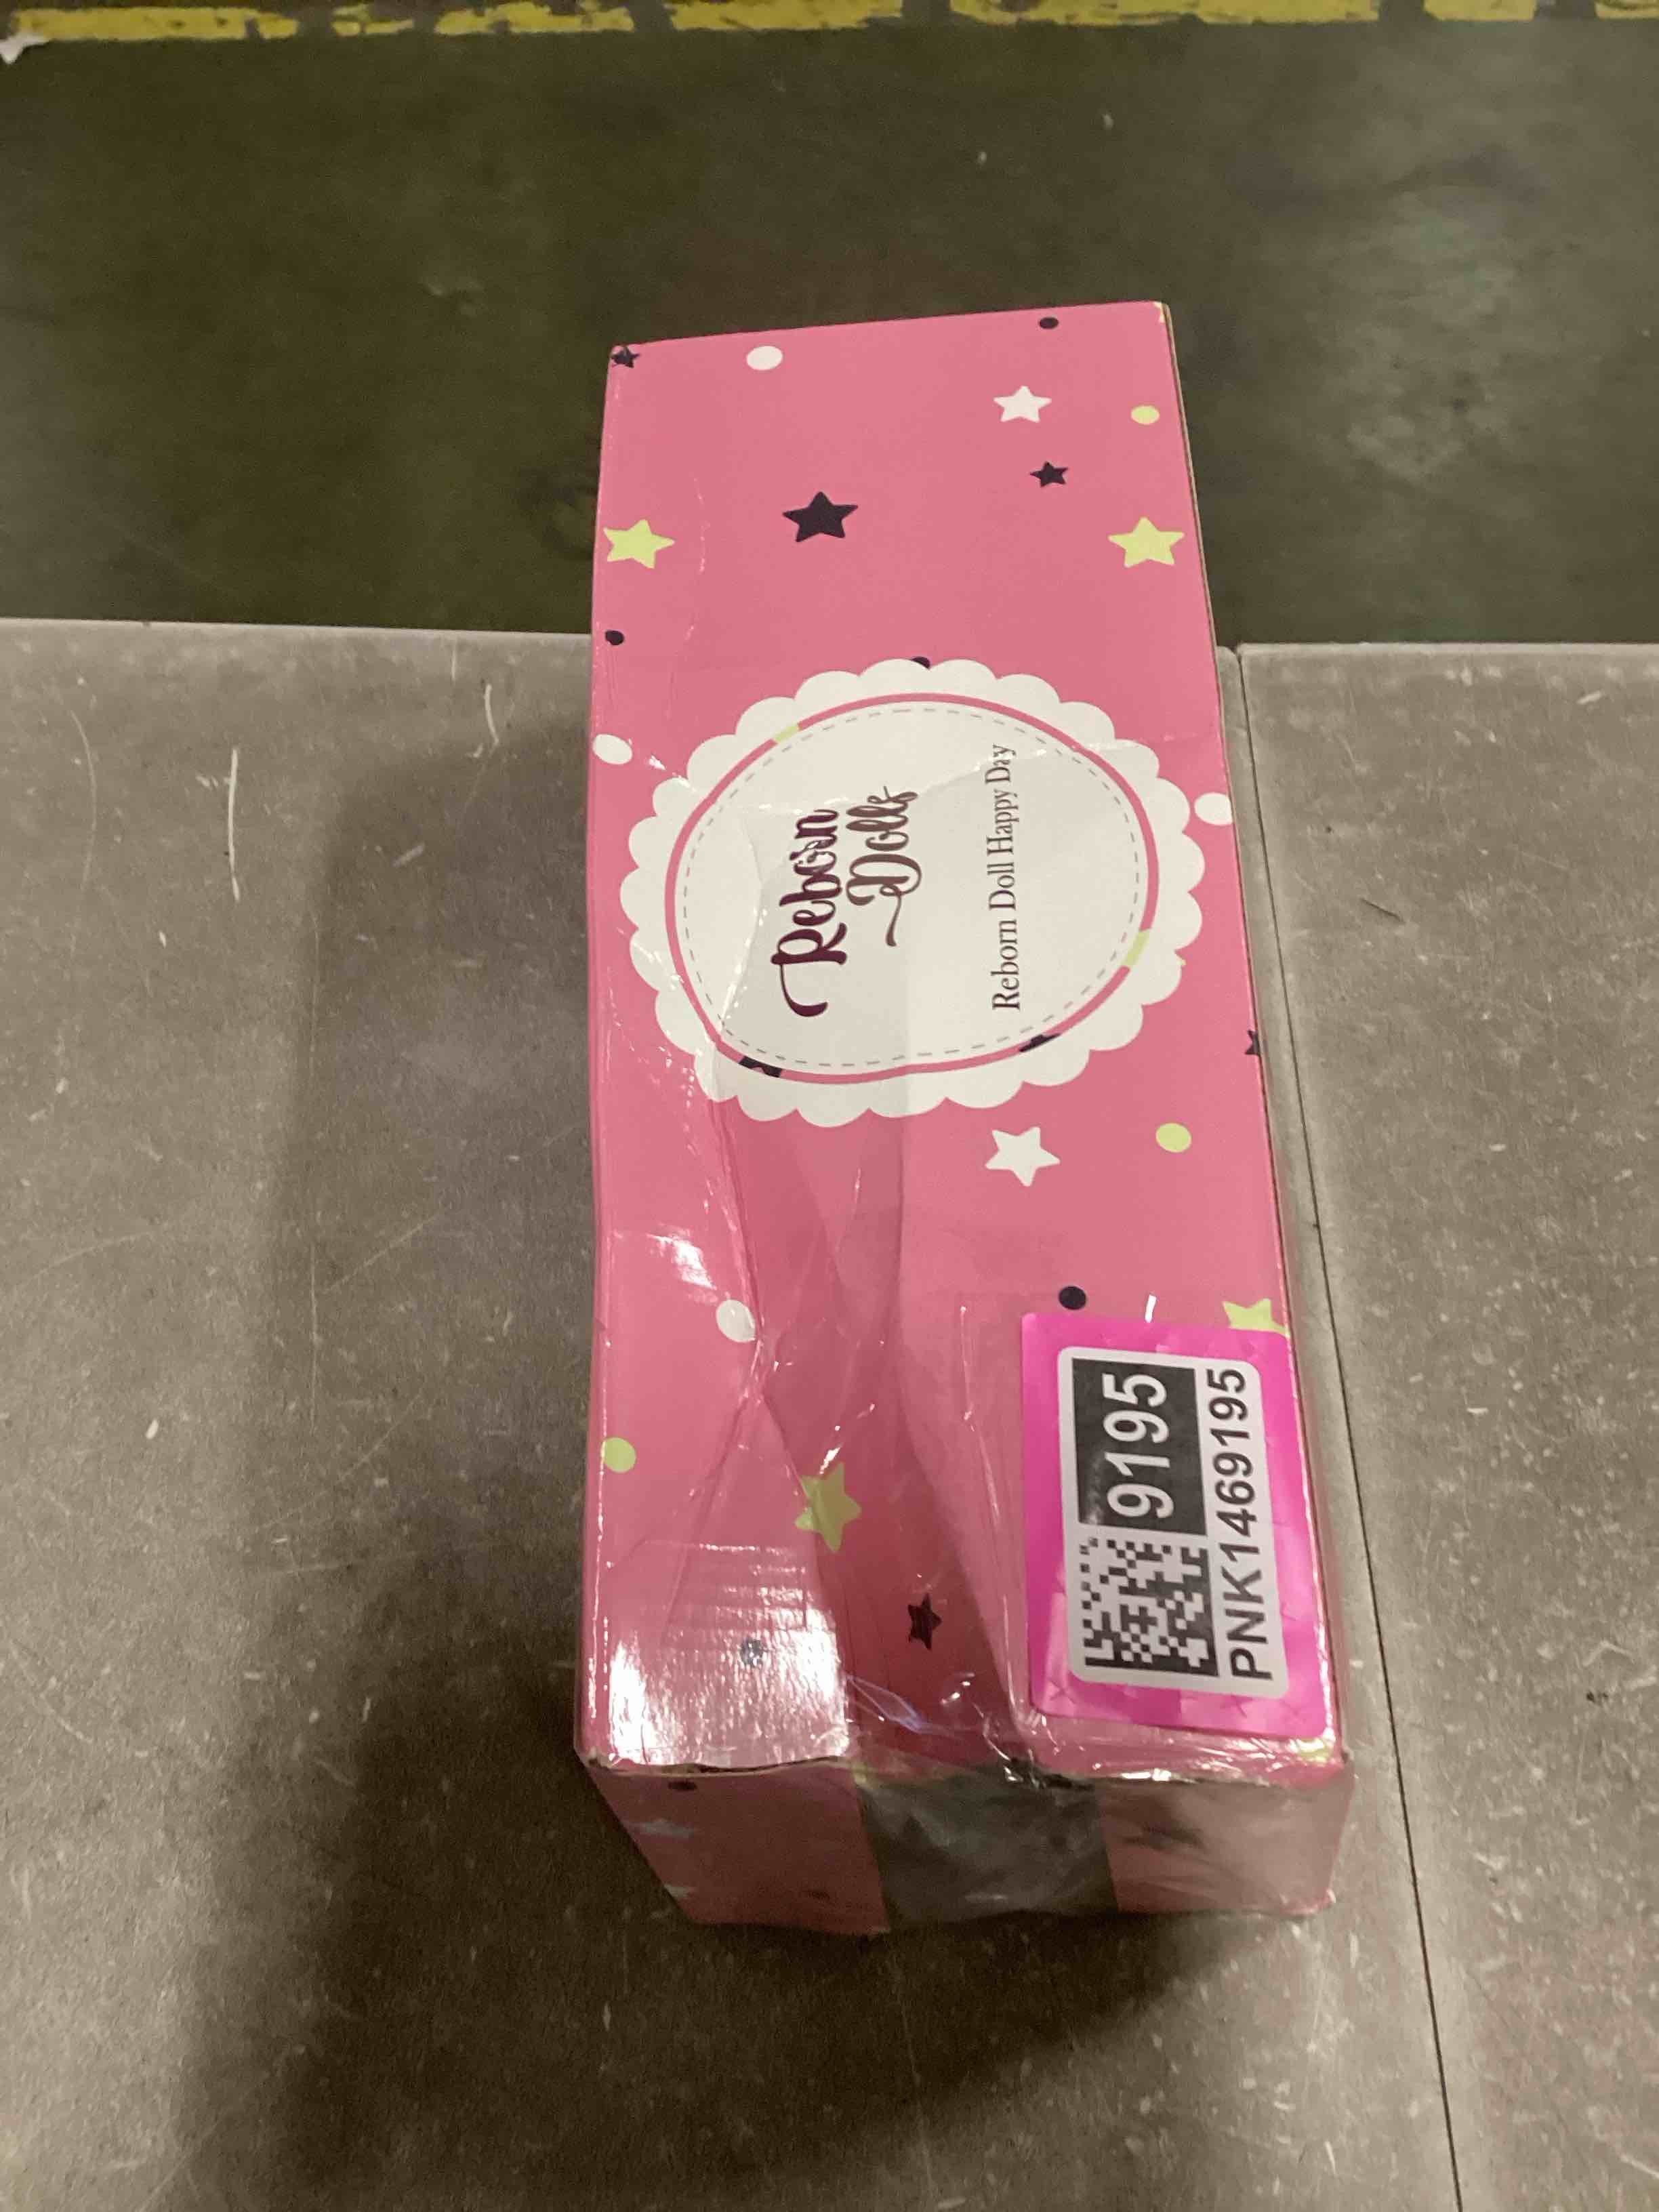 Reborn
Dolls
Reborn Doll Happy Day
9195
PNK1469195